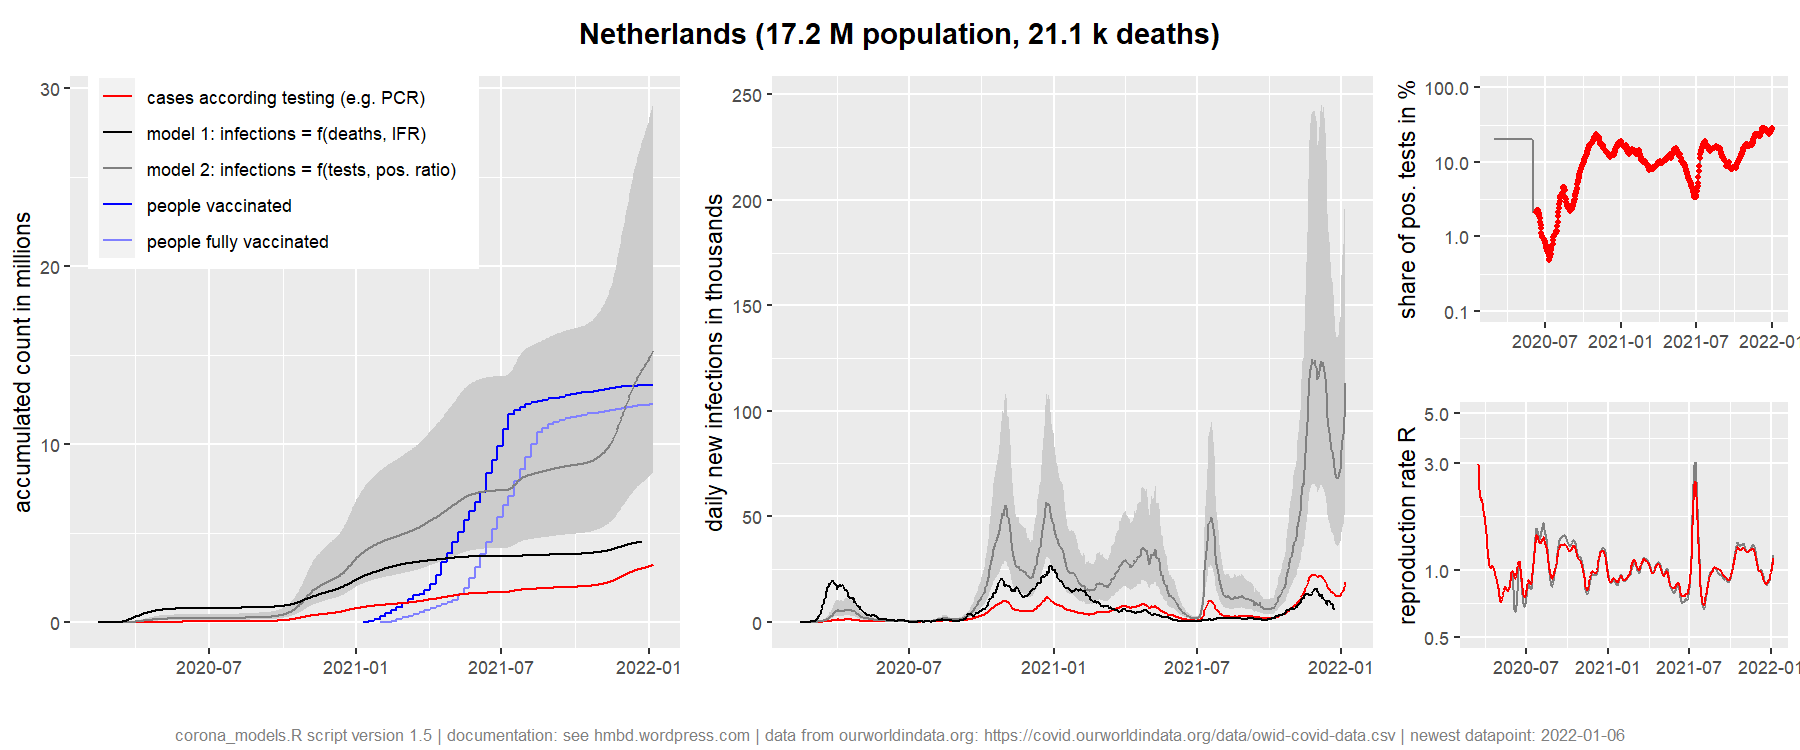 Netherlands (17.2 M population, 21.1 k deaths)
accumulated count in millions
30
20
10
0
cases according testing (e.g. PCR)
model 1: infections = f(deaths, IFR)
model 2: infections = f(tests, pos. ratio)
people vaccinated
people fully vaccinated
2020-07 2021-01 2021-07 2022-01
daily new infections in thousands
250
200
150
100
50
0
2020-07 2021-01 2021-07 2022-01
share of pos. tests in %
100.0
10.0
1.0
0.1
2020-07 2021-01 2021-07 2022-01
reproduction rate R
5.0
3.0
1.0
0.5
2020-07 2021-01 2021-07 2022-01
corona_models.R script version 1.5 | documentation: see hmbd.wordpress.com | data from ourworldindata.org: https://covid.ourworldindata.org/data/owid-covid-data.csv | newest datapoint: 2022-01-06